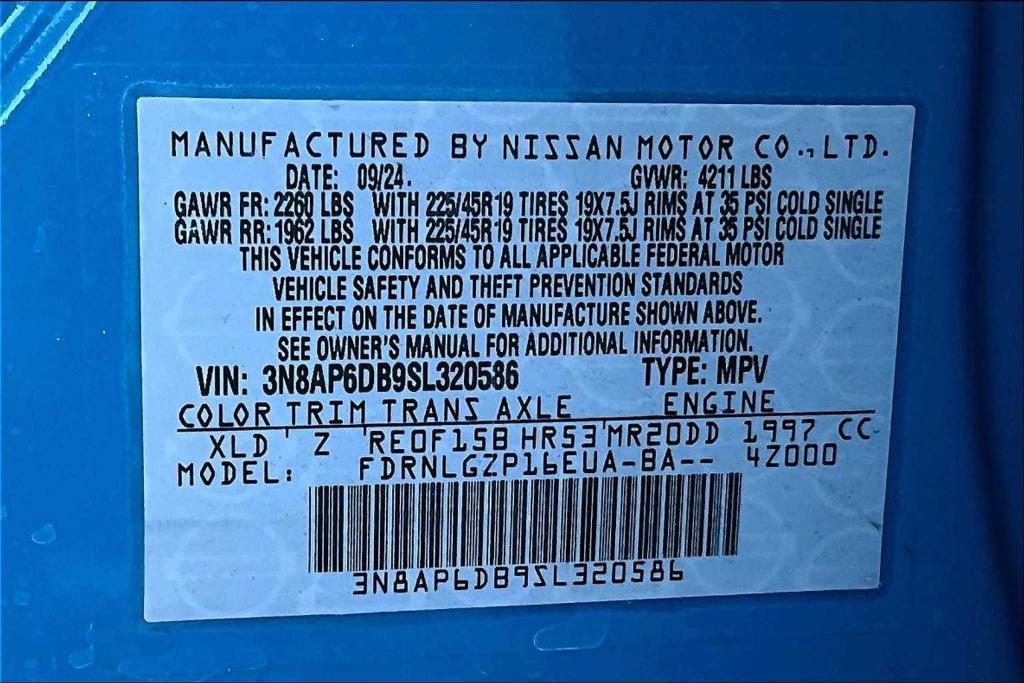 MANUFACTURED BY NISSAN MOTOR CO.,LTD.
DATE: 09/24. GVWR: 4211 LBS
GAWR FR: 2260 LBS WITH 225/45R19 TIRES 19X7.5J RIMS AT 35 PSI COLD SINGLE
GAWR RR: 1962 LBS WITH 225/45R19 TIRES 19X7.5J RIMS AT 35 PSI COLD SINGLE
THIS VEHICLE CONFORMS TO ALL APPLICABLE FEDERAL MOTOR
VEHICLE SAFETY AND THEFT PREVENTION STANDARDS
IN EFFECT ON THE DATE OF MANUFACTURE SHOWN ABOVE.
SEE OWNER'S MANUAL FOR ADDITIONAL INFORMATION.
VIN: 3N8AP6DB9SL320586 TYPE: MPV
COLOR TRIM TRANS AXLE ENGINE
XLD ' Z 'RE0F15B HR53'MR20DD 1997 CC
MODEL: FDRNLGZP16EUA-BA-- 42000
3N8AP6DB9SL320586